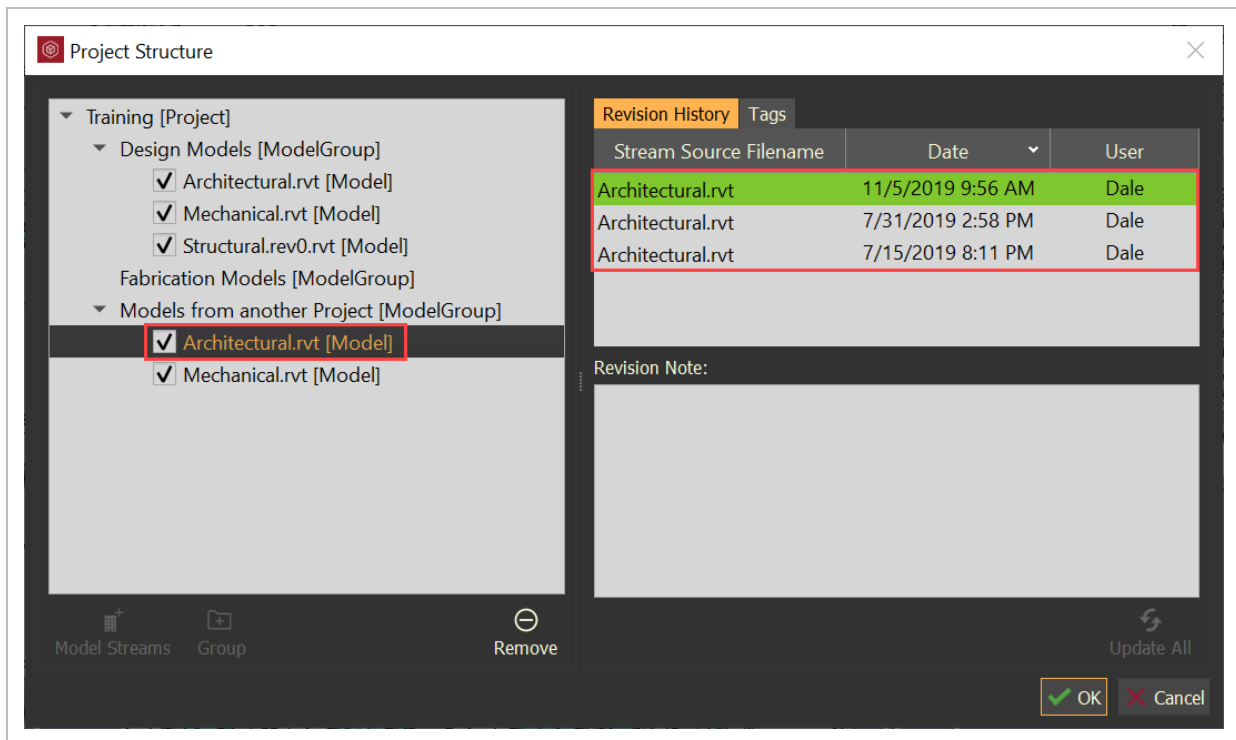 Project Structure
Training [Project]
Design Models [ModelGroup]
Architectural.rvt [Model]
Mechanical.rvt [Model]
Structural.rev0.rvt [Model]
Fabrication Models [ModelGroup]
Models from another Project [ModelGroup]
Architectural.rvt [Model]
Mechanical.rvt [Model]
Model Streams Group Remove
Revision History Tags
Stream Source Filename Date User
Architectural.rvt 11/5/2019 9:56 AM Dale
Architectural.rvt 7/31/2019 2:58 PM Dale
Architectural.rvt 7/15/2019 8:11 PM Dale
Revision Note:
Update All
OK Cancel